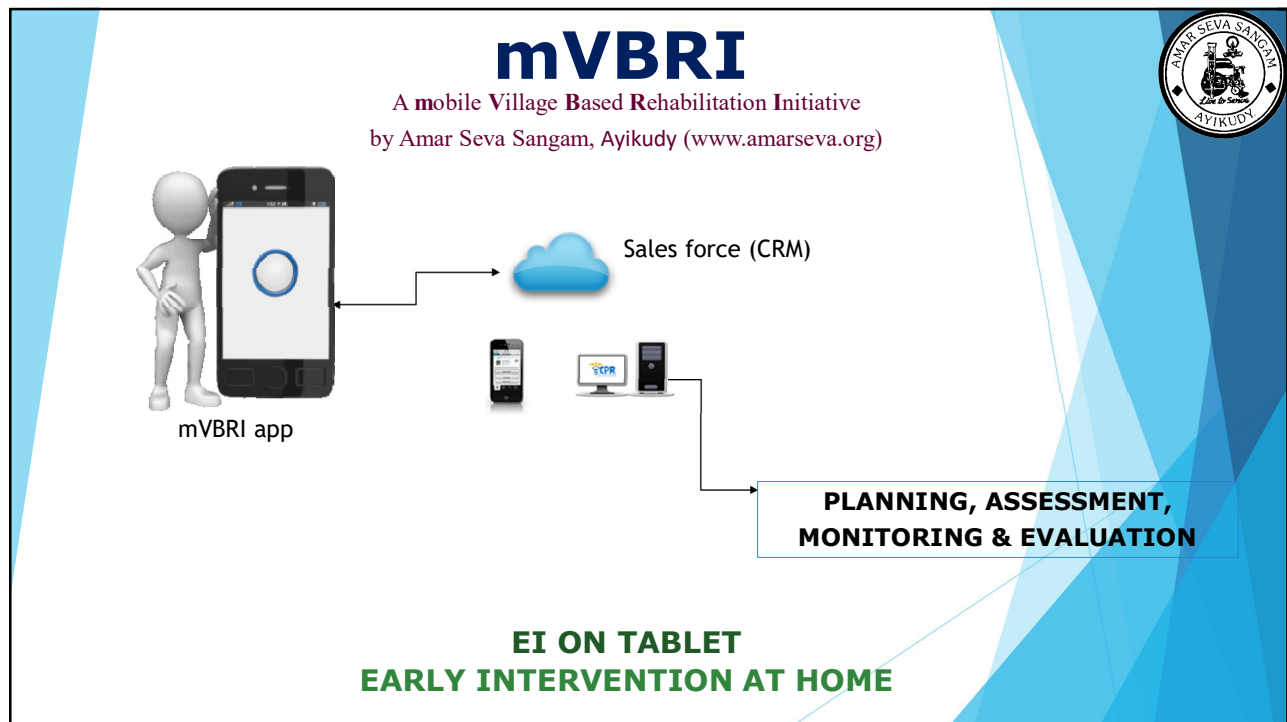 mVBRI
A mobile Village Based Rehabilitation Initiative
by Amar Seva Sangam, Ayikudy (www.amarseva.org)
AMAR SEVA SANGAM
Live to Serve
AYIKUDY
Sales force (CRM)
CPR
mVBRI app
PLANNING, ASSESSMENT,
MONITORING & EVALUATION
EI ON TABLET
EARLY INTERVENTION AT HOME